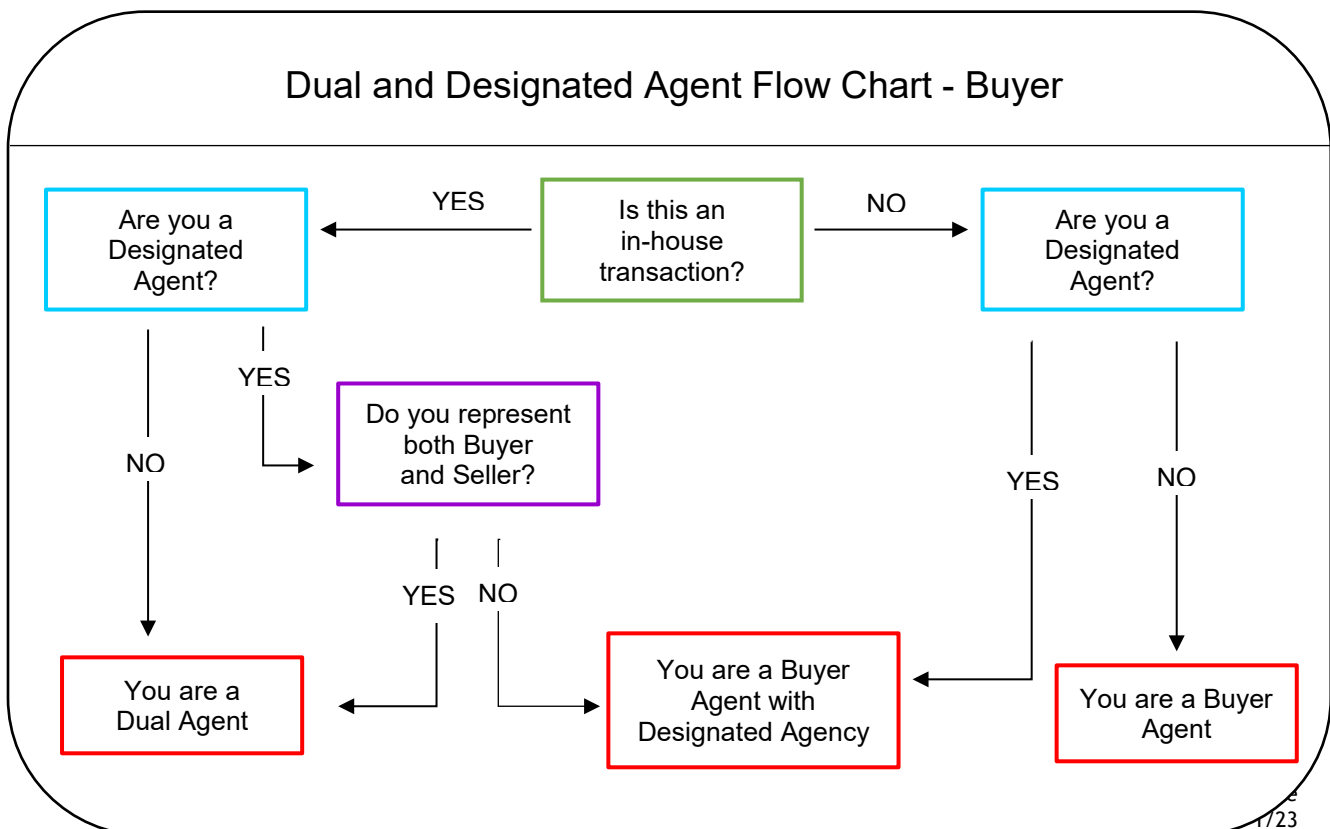 Dual and Designated Agent Flow Chart - Buyer
Are you a
Designated
Agent?
YES
Is this an
in-house
transaction?
NO
Are you a
Designated
Agent?
YES
Do you represent
both Buyer
and Seller?
NO
YES
NO
YES
NO
You are a
Dual Agent
You are a Buyer
Agent with
Designated Agency
You are a Buyer
Agent
/23